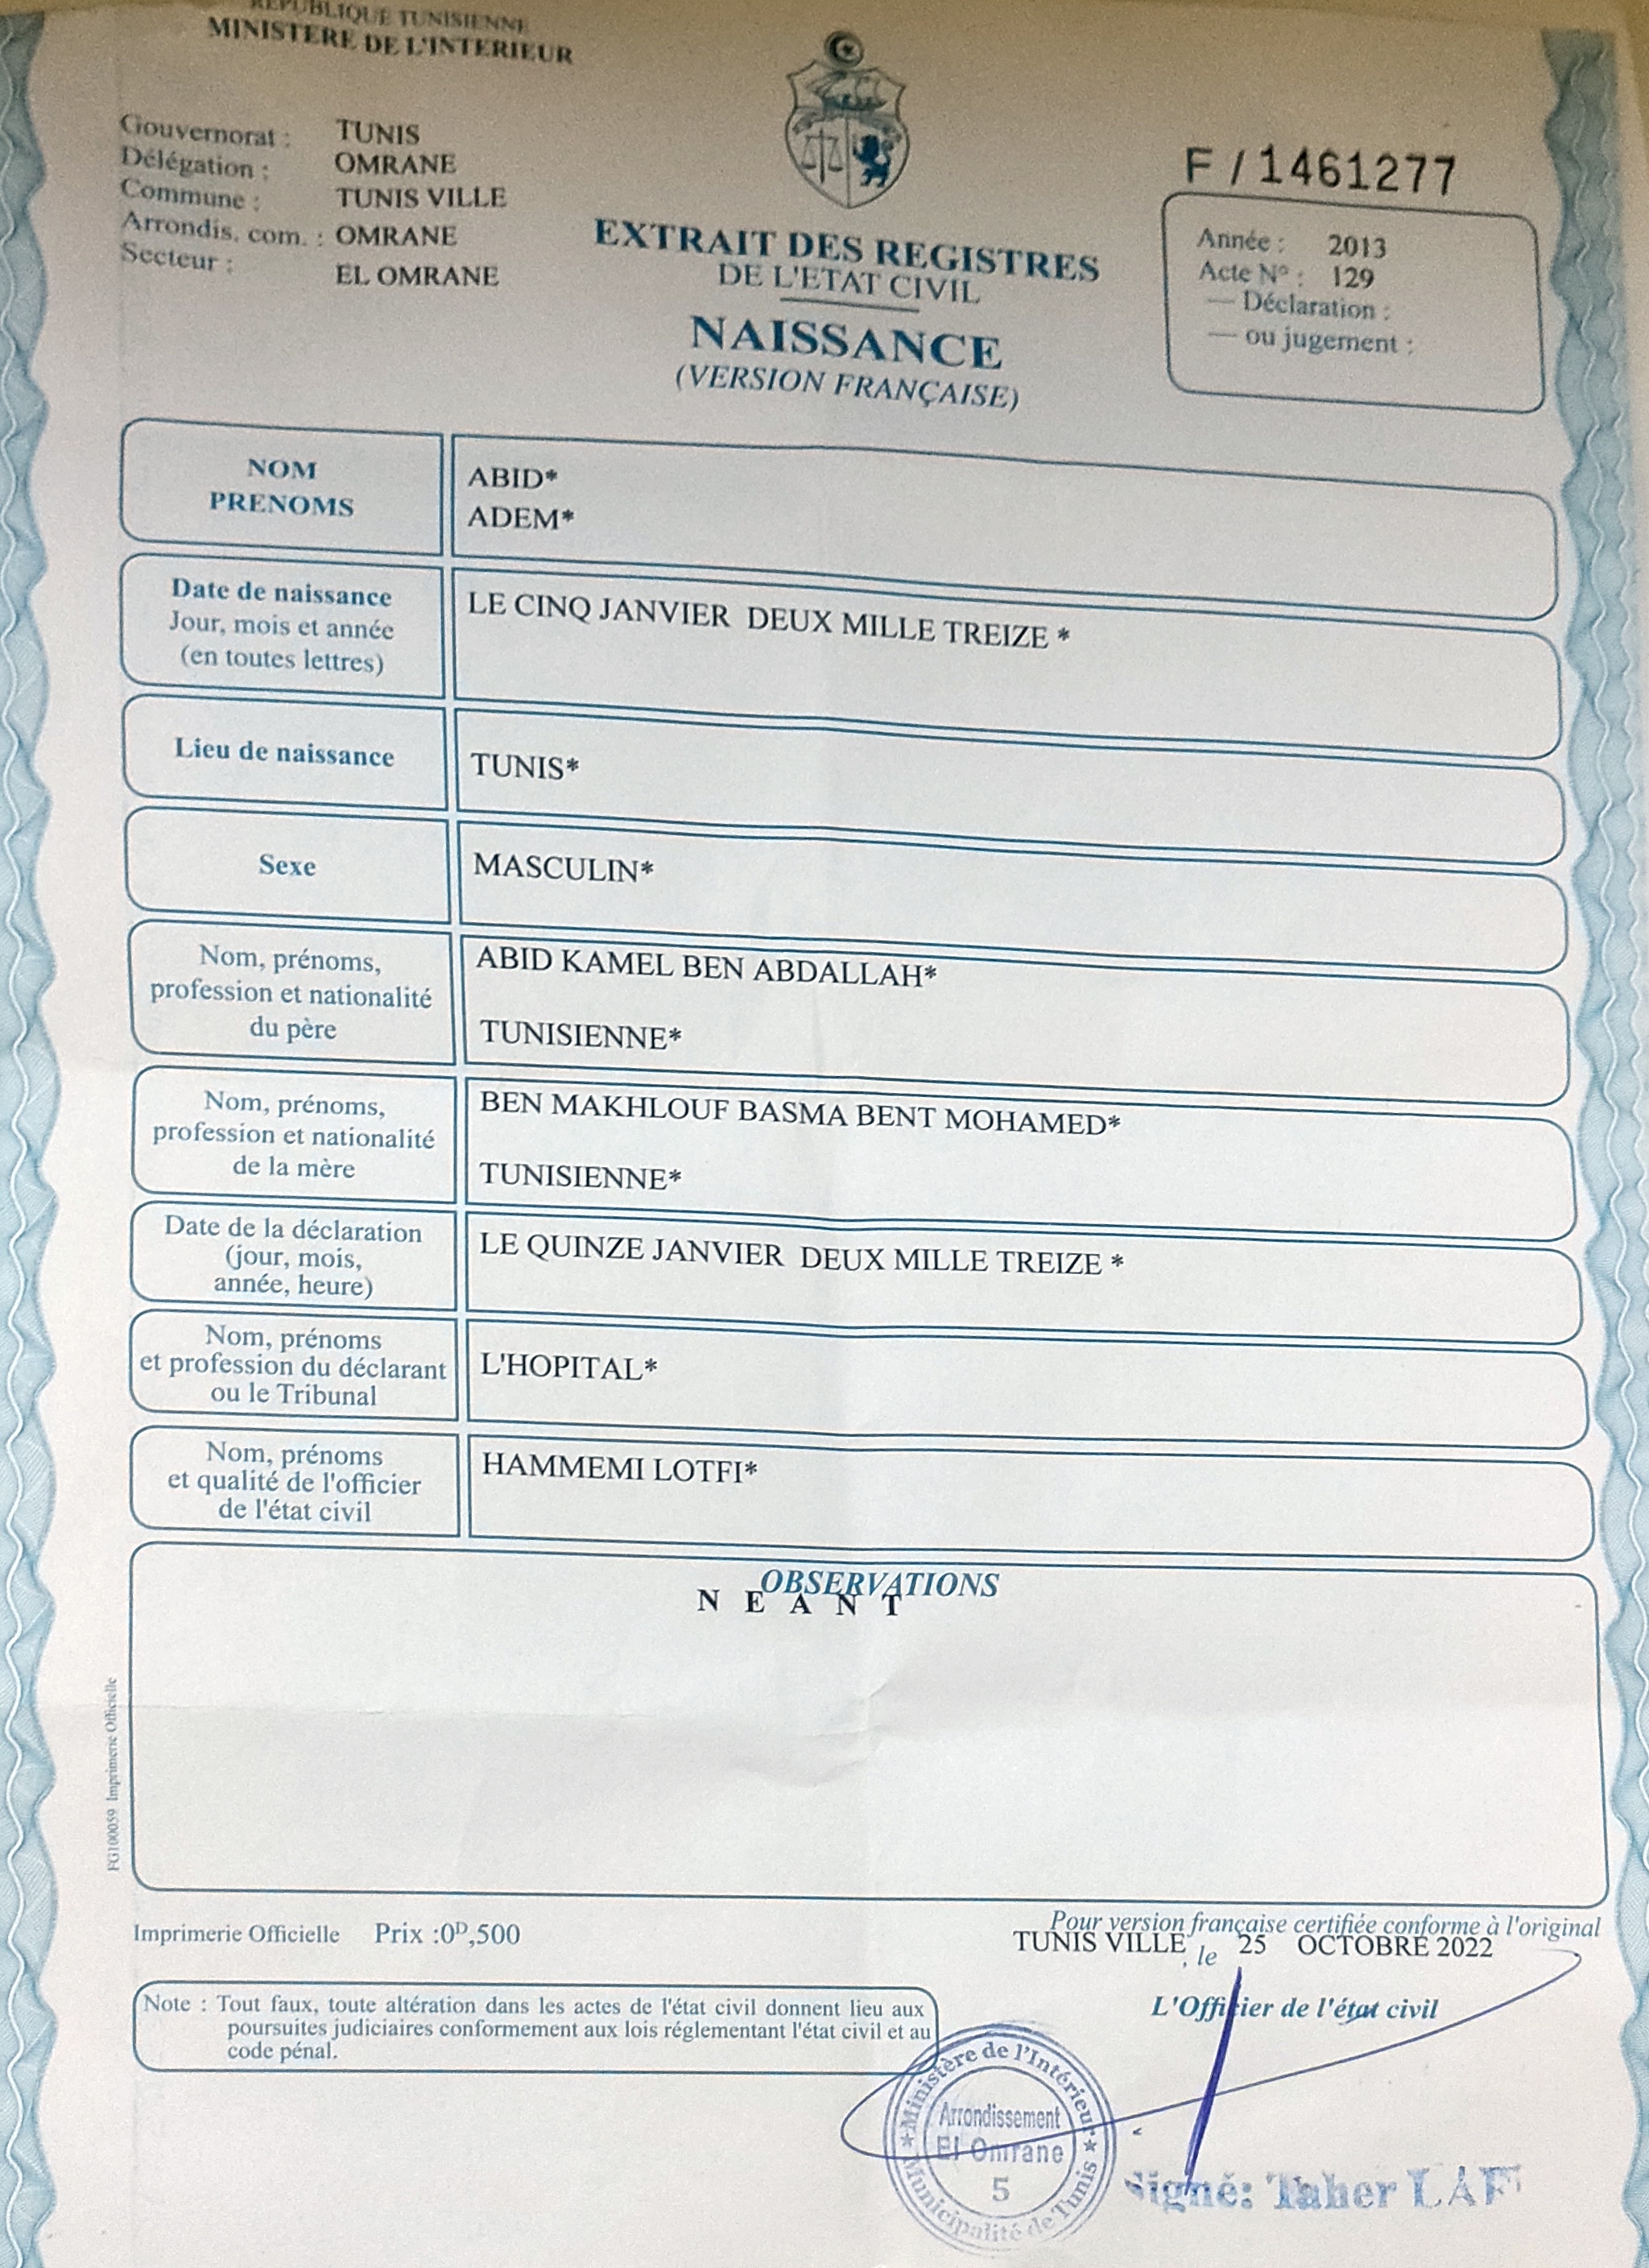 REPUBLIQUE TUNISIENNE
MINISTERE DE L'INTERIEUR
Gouvernorat : TUNIS
Délégation : OMRANE
Commune : TUNIS VILLE
Arrondis. com. : OMRANE
Secteur : EL OMRANE
EXTRAIT DES REGISTRES
DE L'ETAT CIVIL
NAISSANCE
(VERSION FRANÇAISE)
F / 1461277
Année : 2013
Acte N° : 129
— Déclaration :
— ou jugement :
NOM
PRENOMS
ABID*
ADEM*
Date de naissance
Jour, mois et année
(en toutes lettres)
LE CINQ JANVIER DEUX MILLE TREIZE *
Lieu de naissance
TUNIS*
Sexe
MASCULIN*
Nom, prénoms,
profession et nationalité
du père
ABID KAMEL BEN ABDALLAH*
TUNISIENNE*
Nom, prénoms,
profession et nationalité
de la mère
BEN MAKHLOUF BASMA BENT MOHAMED*
TUNISIENNE*
Date de la déclaration
(jour, mois,
année, heure)
LE QUINZE JANVIER DEUX MILLE TREIZE *
Nom, prénoms
et profession du déclarant
ou le Tribunal
L'HOPITAL*
Nom, prénoms
et qualité de l'officier
de l'état civil
HAMMEMI LOTFI*
OBSERVATIONS
N E A N T
FG100059 Imprimerie Officielle
Imprimerie Officielle Prix :0D,500
Pour version française certifiée conforme à l'original
TUNIS VILLE, le 25 OCTOBRE 2022
L'Officier de l'état civil
Note : Tout faux, toute altération dans les actes de l'état civil donnent lieu aux
poursuites judiciaires conformement aux lois réglementant l'état civil et au
code pénal.
Ministère de l'Intérieur
Arrondissement
El Omrane
5
Municipalité de Tunis
signé: Taher